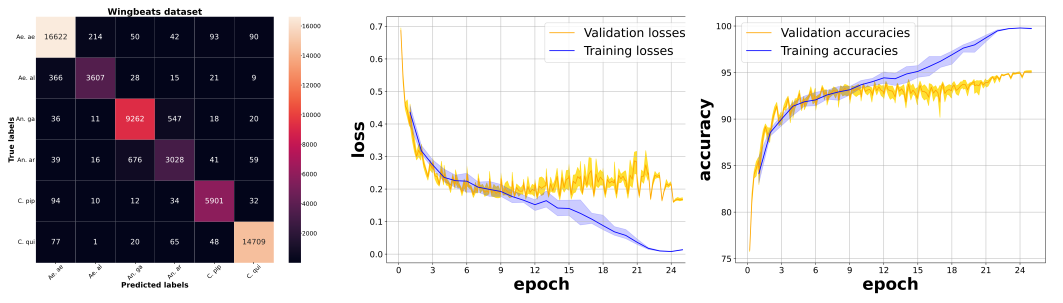 Wingbeats dataset
True labels
Ae. ae 16622 214 50 42 93 90
Ae. al 366 3607 28 15 21 9
An. ga 36 11 9262 547 18 20
An. ar 39 16 676 3028 41 59
C. pip 94 10 12 34 5901 32
C. qui 77 1 20 65 48 14709
Ae. ae Ae. al An. ga An. ar C. pip C. qui
Predicted labels
16000
14000
12000
10000
8000
6000
4000
2000
loss
0.7
0.6
0.5
0.4
0.3
0.2
0.1
0.0
Validation losses
Training losses
0 3 6 9 12 15 18 21 24
epoch
accuracy
100
95
90
85
80
75
Validation accuracies
Training accuracies
0 3 6 9 12 15 18 21 24
epoch